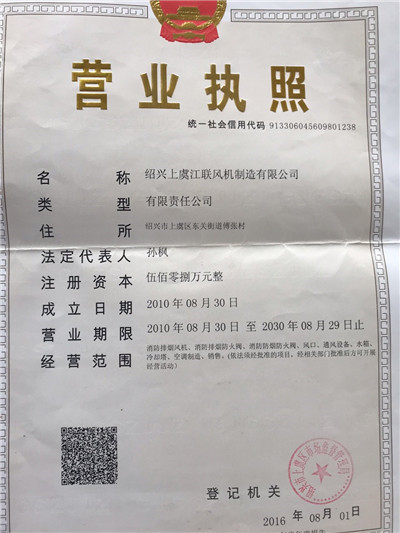 营业执照
统一社会信用代码 913306045609801238
名称 绍兴上虞江联风机制造有限公司
类型 有限责任公司
住所 绍兴市上虞区东关街道傅张村
法定代表人 孙枫
注册资本 伍佰零捌万元整
成立日期 2010年08月30日
营业期限 2010年08月30日至2030年08月29日止
经营范围 消防排烟风机、消防排烟防火阀、消防防烟防火阀、风口、通风设备、水箱、
冷却塔、空调制造、销售。(依法须经批准的项目，经相关部门批准后方可开展
经营活动)
登记机关
2016年08月01日